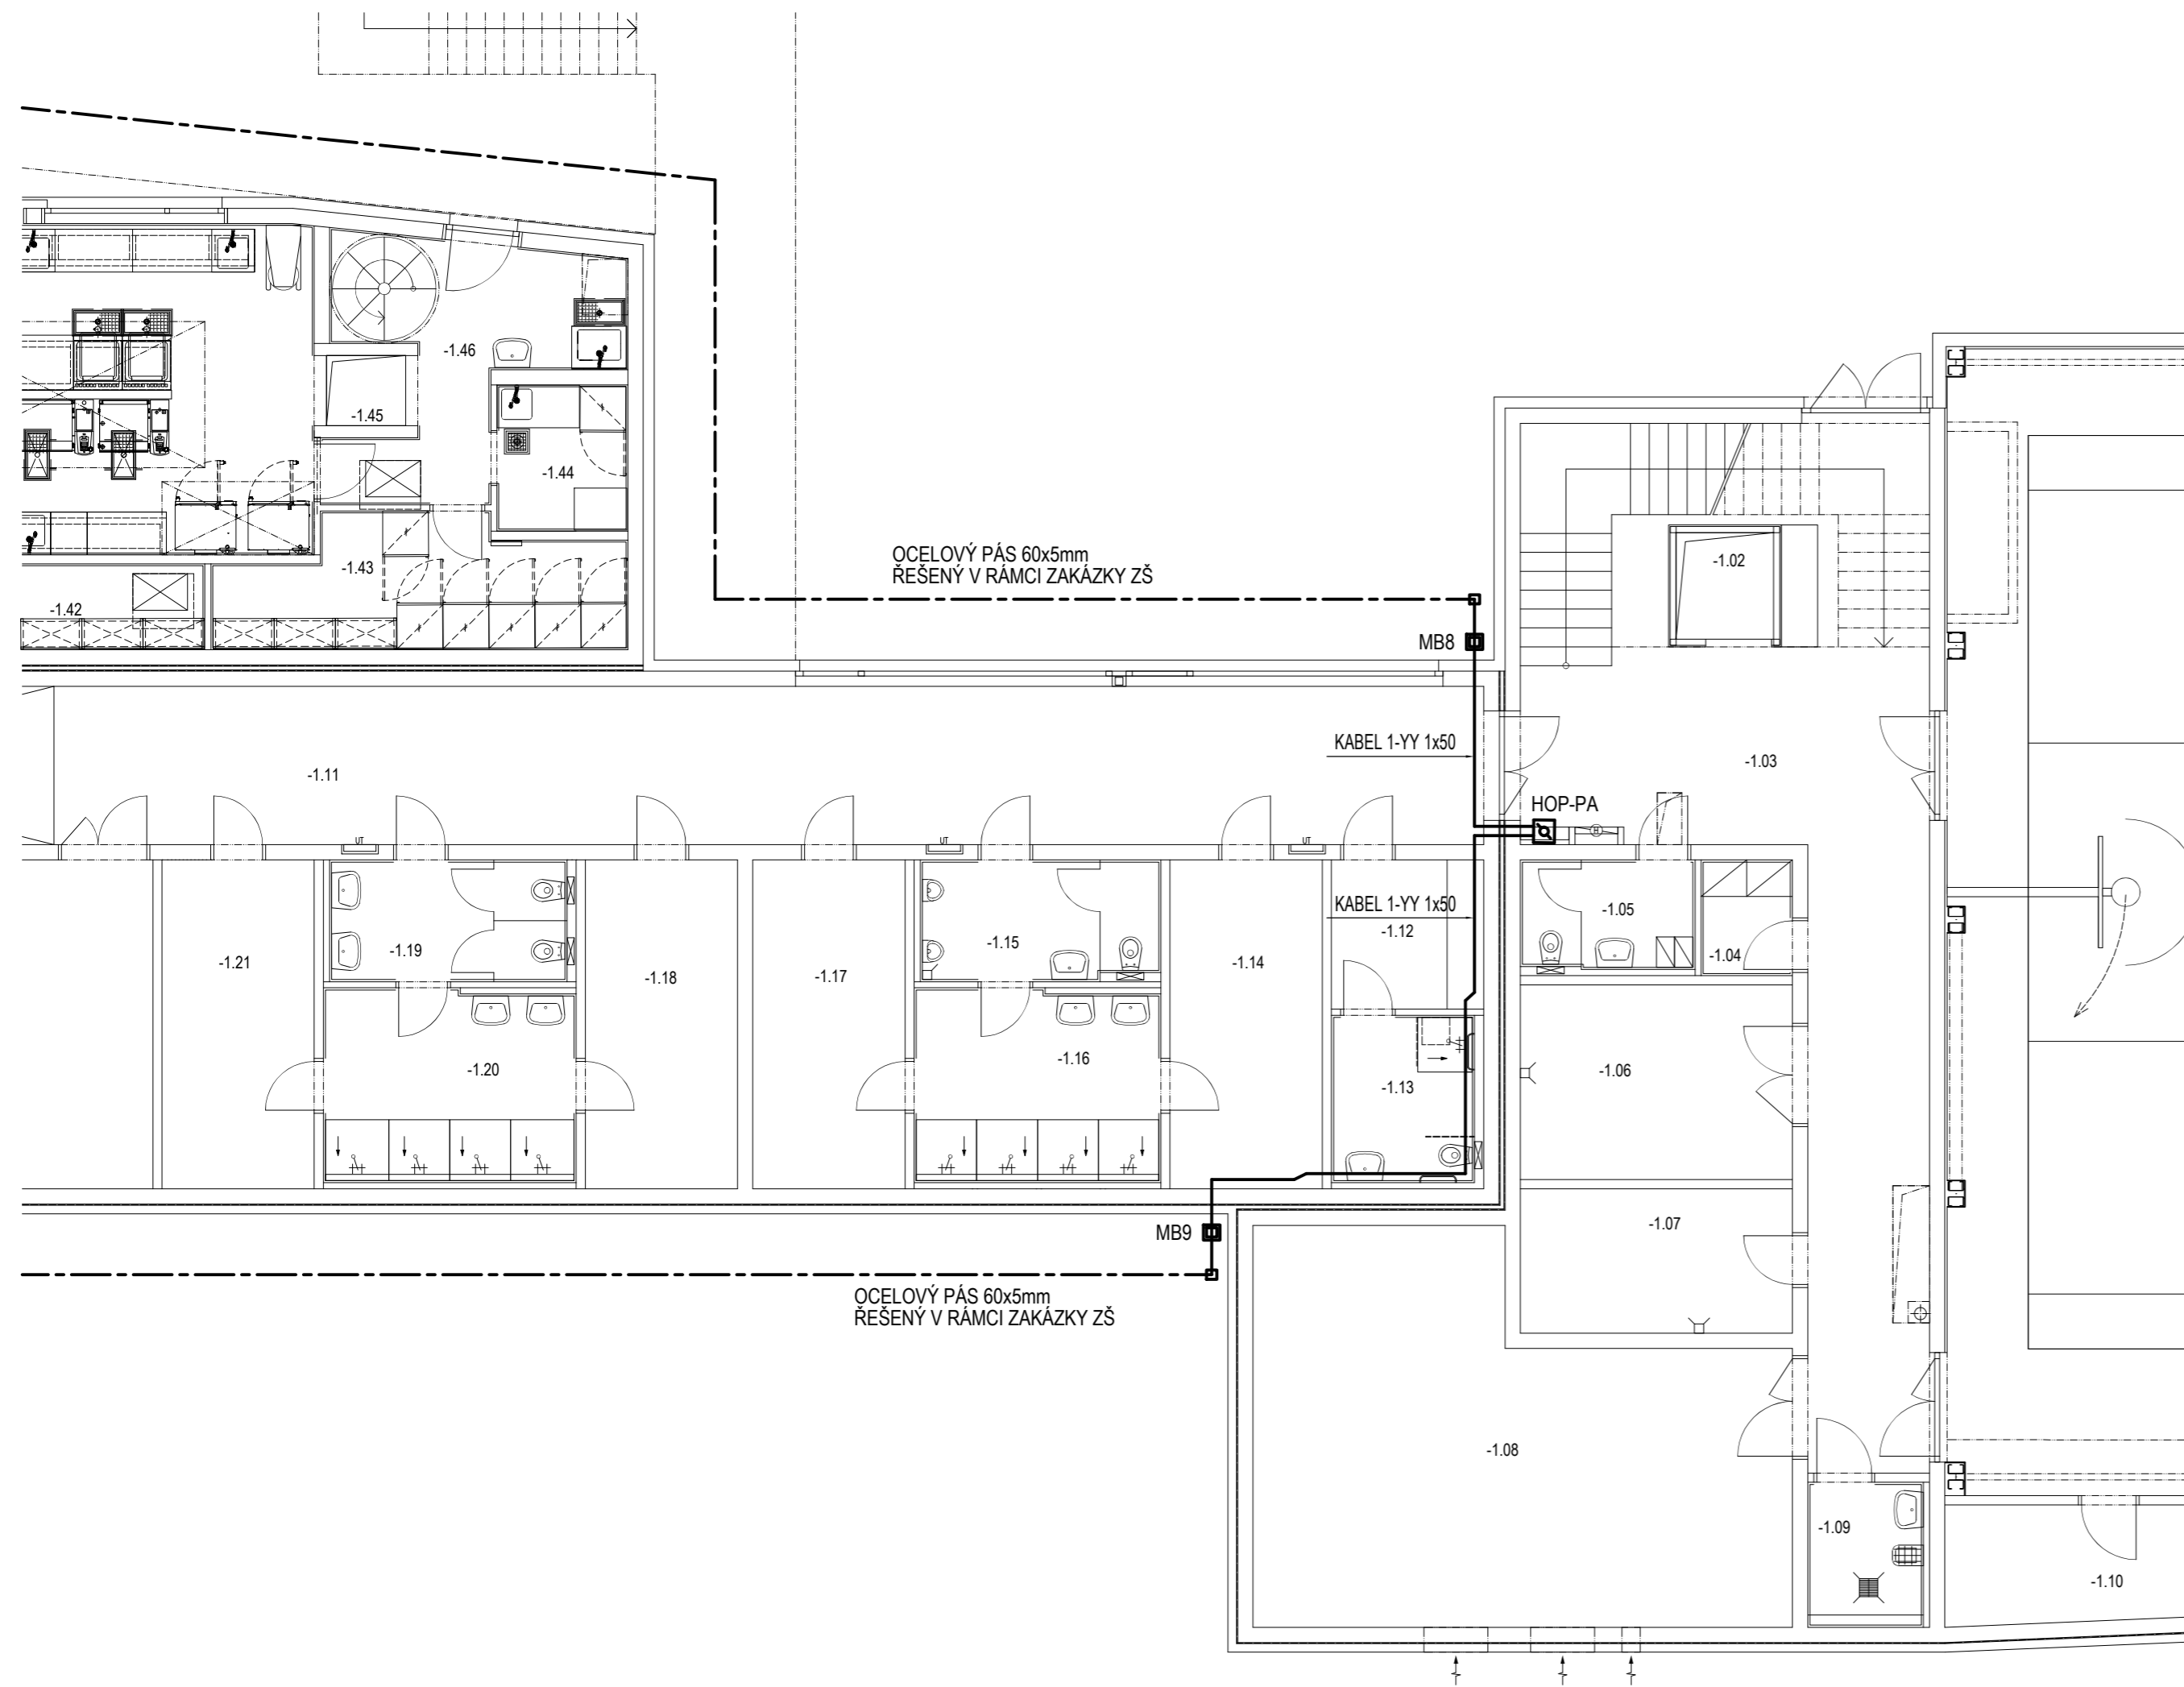 -1.46
-1.45
-1.44
OCELOVÝ PÁS 60x5mm
ŘEŠENÝ V RÁMCI ZAKÁZKY ZŠ
-1.02
-1.43
-1.42
MB8
KABEL 1-YY 1x50
-1.03
-1.11
HOP-PA
H
UT
UT
UT
KABEL 1-YY 1x50
-1.05
-1.12
-1.19
-1.15
-1.04
-1.21
-1.14
-1.18
-1.17
-1.20
-1.16
-1.06
-1.13
-1.07
MB9
OCELOVÝ PÁS 60x5mm
ŘEŠENÝ V RÁMCI ZAKÁZKY ZŠ
-1.08
-1.09
-1.10